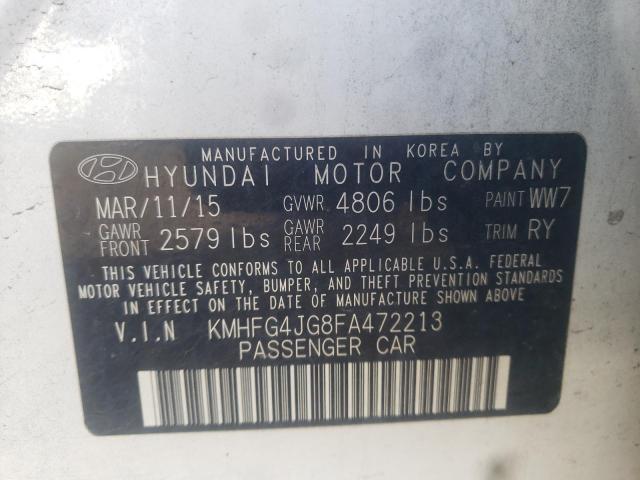 MANUFACTURED IN KOREA BY
HYUNDAI MOTOR COMPANY
MAR/11/15 GVWR 4806 lbs PAINT WW7
GAWR FRONT 2579 lbs GAWR REAR 2249 lbs TRIM RY
THIS VEHICLE CONFORMS TO ALL APPLICABLE U.S.A. FEDERAL
MOTOR VEHICLE SAFETY, BUMPER, AND THEFT PREVENTION STANDARDS
IN EFFECT ON THE DATE OF MANUFACTURE SHOWN ABOVE.
V.I.N KMHFG4JG8FA472213
PASSENGER CAR